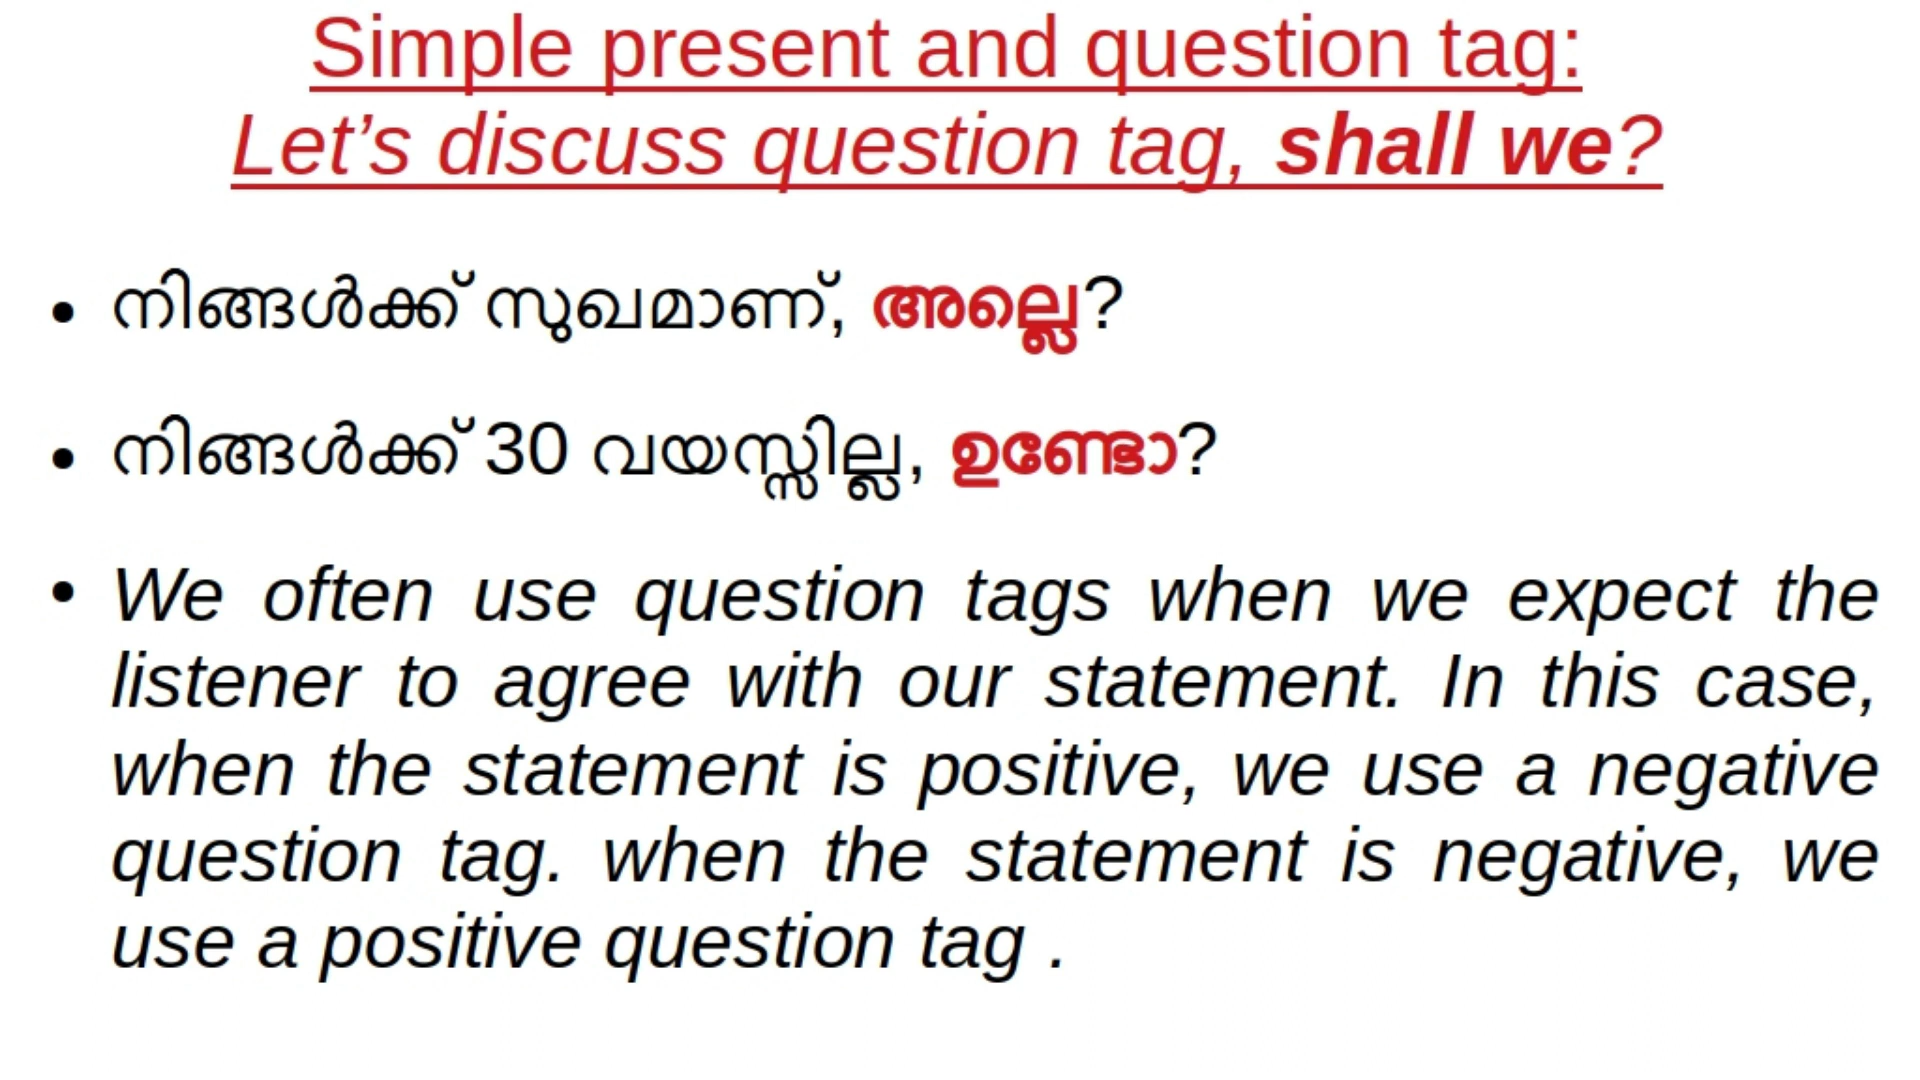 Simple present and question tag:
Let’s discuss question tag, shall we?
• നിങ്ങൾക്ക് സുഖമാണ്, അല്ലെ?
• നിങ്ങൾക്ക് 30 വയസ്സില്ല, ഉണ്ടോ?
• We often use question tags when we expect the
listener to agree with our statement. In this case,
when the statement is positive, we use a negative
question tag. when the statement is negative, we
use a positive question tag .